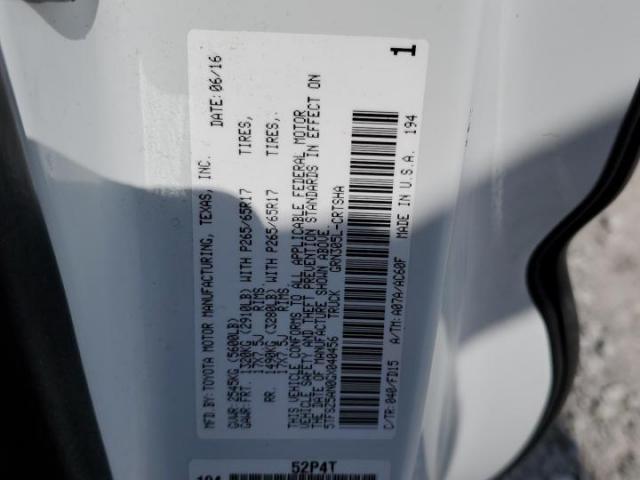 MFD. BY: TOYOTA MOTOR MANUFACTURING, TEXAS, INC. DATE: 06/16
GVWR: 2545KG (5600LB)
GAWR: FRT. 1320KG (2910LB) WITH P265/65R17 TIRES,
17X7.5J RIMS,
RR. 1490KG (3280LB) WITH P265/65R17 TIRES,
17X7.5J RIMS,
THIS VEHICLE CONFORMS TO ALL APPLICABLE FEDERAL MOTOR
VEHICLE SAFETY AND THEFT PREVENTION STANDARDS IN EFFECT ON
THE DATE OF MANUFACTURE SHOWN ABOVE.
TRUCK GRN305L-CRTSHA
C/TR: 040/FD15 A/TM: A07A/AC60F MADE IN U.S.A. 194
1
52P4T